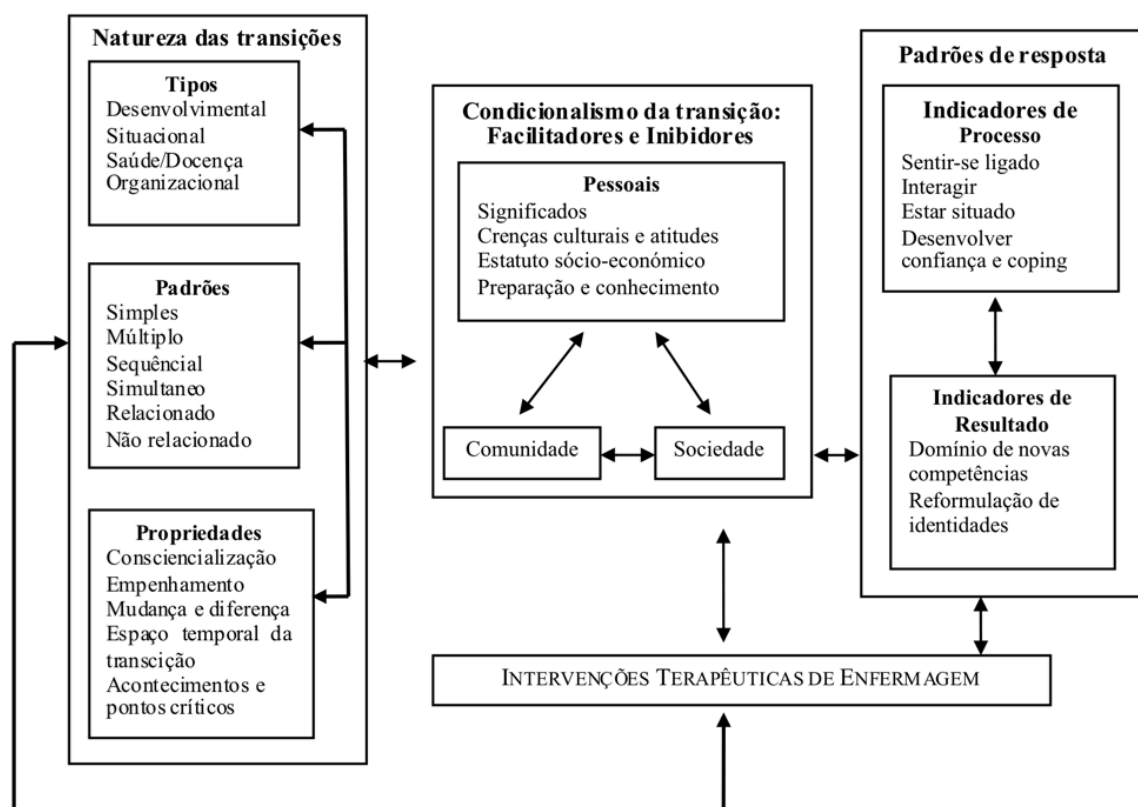 Natureza das transições
Tipos
Desenvolvimental
Situacional
Saúde/Docença
Organizacional
Padrões
Simples
Múltiplo
Sequêncial
Simultaneo
Relacionado
Não relacionado
Propriedades
Consciencialização
Empenhamento
Mudança e diferença
Espaço temporal da
transcição
Acontecimentos e
pontos críticos
Condicionalismo da transição:
Facilitadores e Inibidores
Pessoais
Significados
Crenças culturais e atitudes
Estatuto sócio-económico
Preparação e conhecimento
Comunidade
Sociedade
Padrões de resposta
Indicadores de
Processo
Sentir-se ligado
Interagir
Estar situado
Desenvolver
confiança e coping
Indicadores de
Resultado
Domínio de novas
competências
Reformulação de
identidades
INTERVENÇÕES TERAPÊUTICAS DE ENFERMAGEM